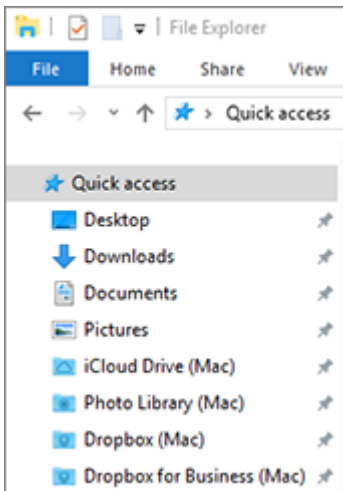 File Explorer
File Home Share View
Quick access
Quick access
Desktop
Downloads
Documents
Pictures
iCloud Drive (Mac)
Photo Library (Mac)
Dropbox (Mac)
Dropbox for Business (Mac)